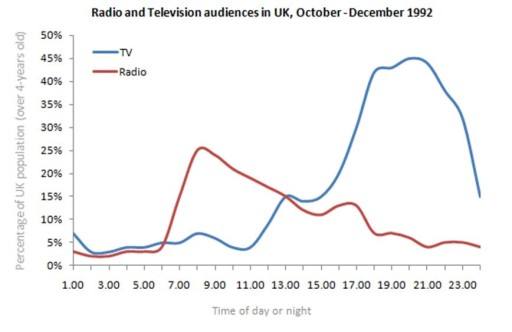 Radio and Television audiences in UK, October - December 1992
Percentage of UK population (over 4-years old)
50%
45%
40%
35%
30%
25%
20%
15%
10%
5%
0%
TV
Radio
1.00 3.00 5.00 7.00 9.00 11.00 13.00 15.00 17.00 19.00 21.00 23.00
Time of day or night